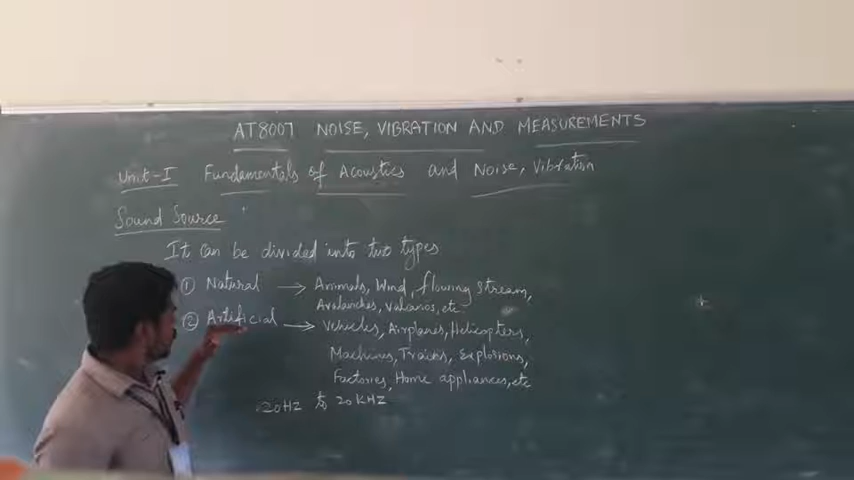 AT8007 NOISE, VIBRATION AND MEASUREMENTS
Unit-I Fundamentals of Acoustics and Noise, Vibration
Sound Source
It can be divided into two types
① Natural → Animals, Wind, flowing stream,
Avalanches, Valcanos, etc
② Artificial → Vehicles, Airplanes, Helicopters,
Machines, Trains, Explosions,
Factories, Home appliances, etc
20HZ to 20KHZ